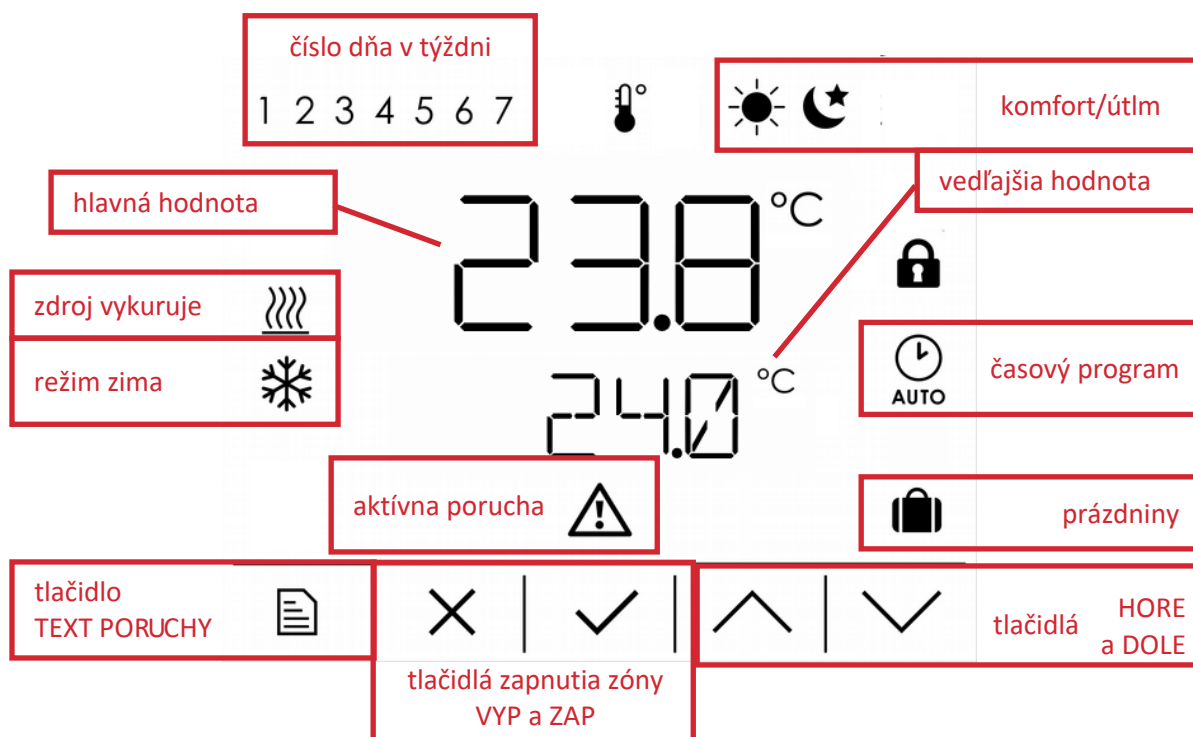 číslo dňa v týždni
1 2 3 4 5 6 7
komfort/útlm
vedľajšia hodnota
hlavná hodnota
23.8 °C
zdroj vykuruje
režim zima
AUTO
časový program
24.0 °C
aktívna porucha
prázdniny
tlačidlo
TEXT PORUCHY
tlačidlá HORE
a DOLE
tlačidlá zapnutia zóny
VYP a ZAP